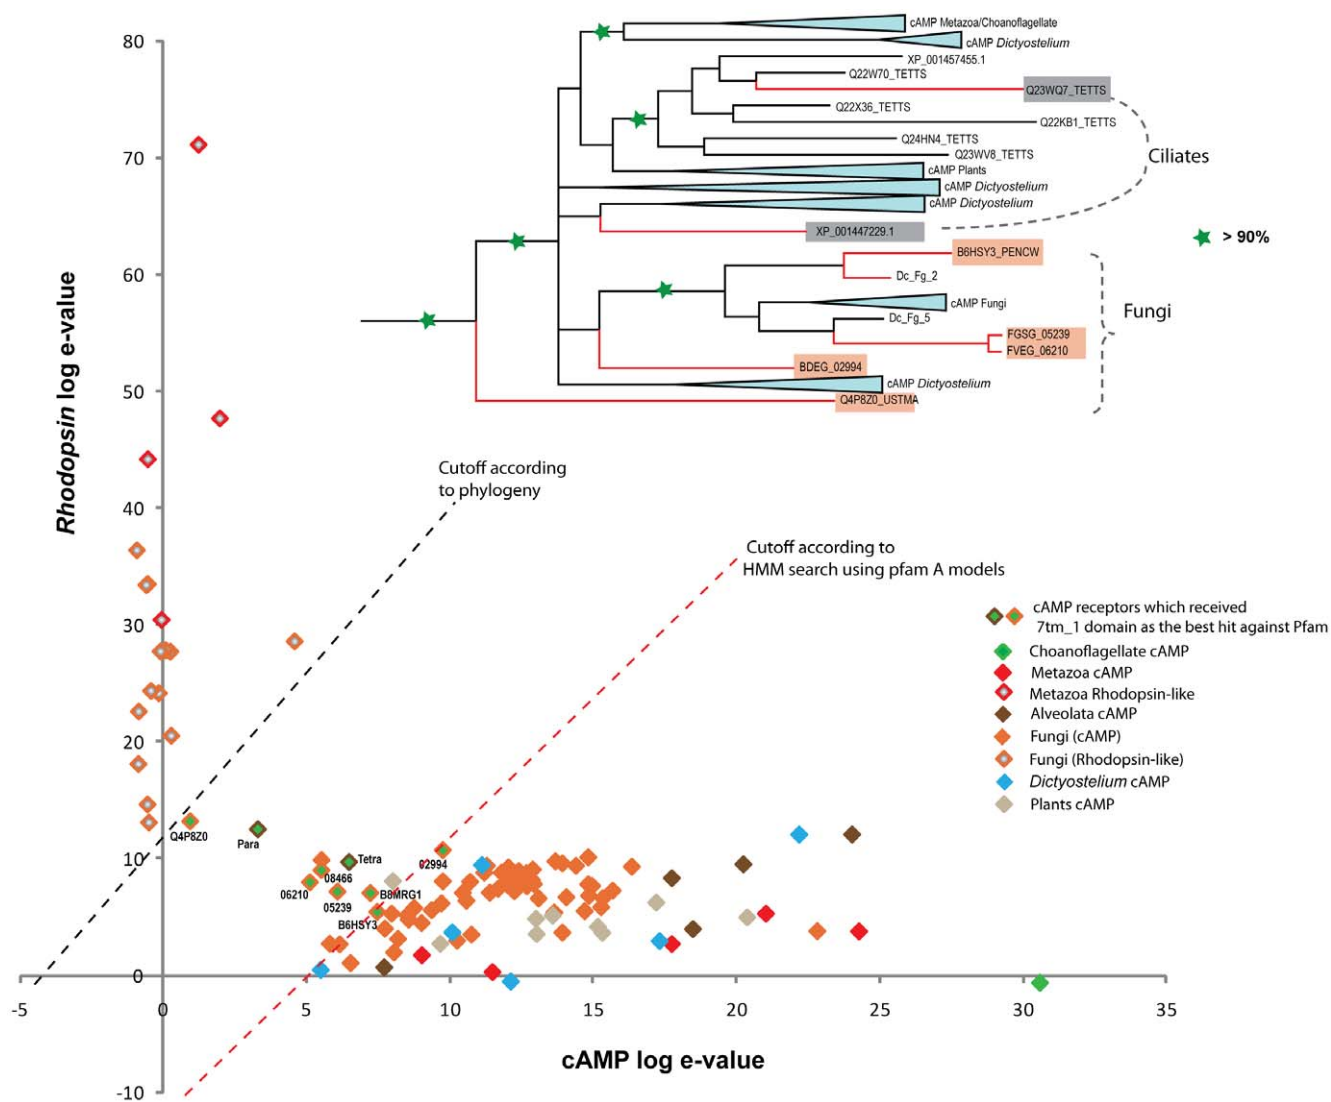 cAMP Metazoa/Choanoflagellate
cAMP Dictyostelium
XP_001457455.1
Q22W70_TETTS
Q23WQ7_TETTS
Q22X36_TETTS
Q22KB1_TETTS
Q24HN4_TETTS
Q23WV8_TETTS
Ciliates
cAMP Plants
cAMP Dictyostelium
cAMP Dictyostelium
XP_001447229.1
> 90%
B6HSY3_PENCW
Dc_Fg_2
cAMP Fungi
Fungi
Dc_Fg_5
FGSG_05239
FVEG_06210
BDEG_02994
cAMP Dictyostelium
Q4P8Z0_USTMA
Rhodopsin log e-value
80
70
60
50
40
30
20
10
0
-10
Cutoff according
to phylogeny
Cutoff according to
HMM search using pfam A models
cAMP receptors which received
7tm_1 domain as the best hit against Pfam
Choanoflagellate cAMP
Metazoa cAMP
Metazoa Rhodopsin-like
Alveolata cAMP
Fungi (cAMP)
Fungi (Rhodopsin-like)
Dictyostelium cAMP
Plants cAMP
Q4P8Z0
Para
Tetra
02994
08466
06210
B8MRG1
05239
B6HSY3
-5
0
5
10
15
20
25
30
35
cAMP log e-value